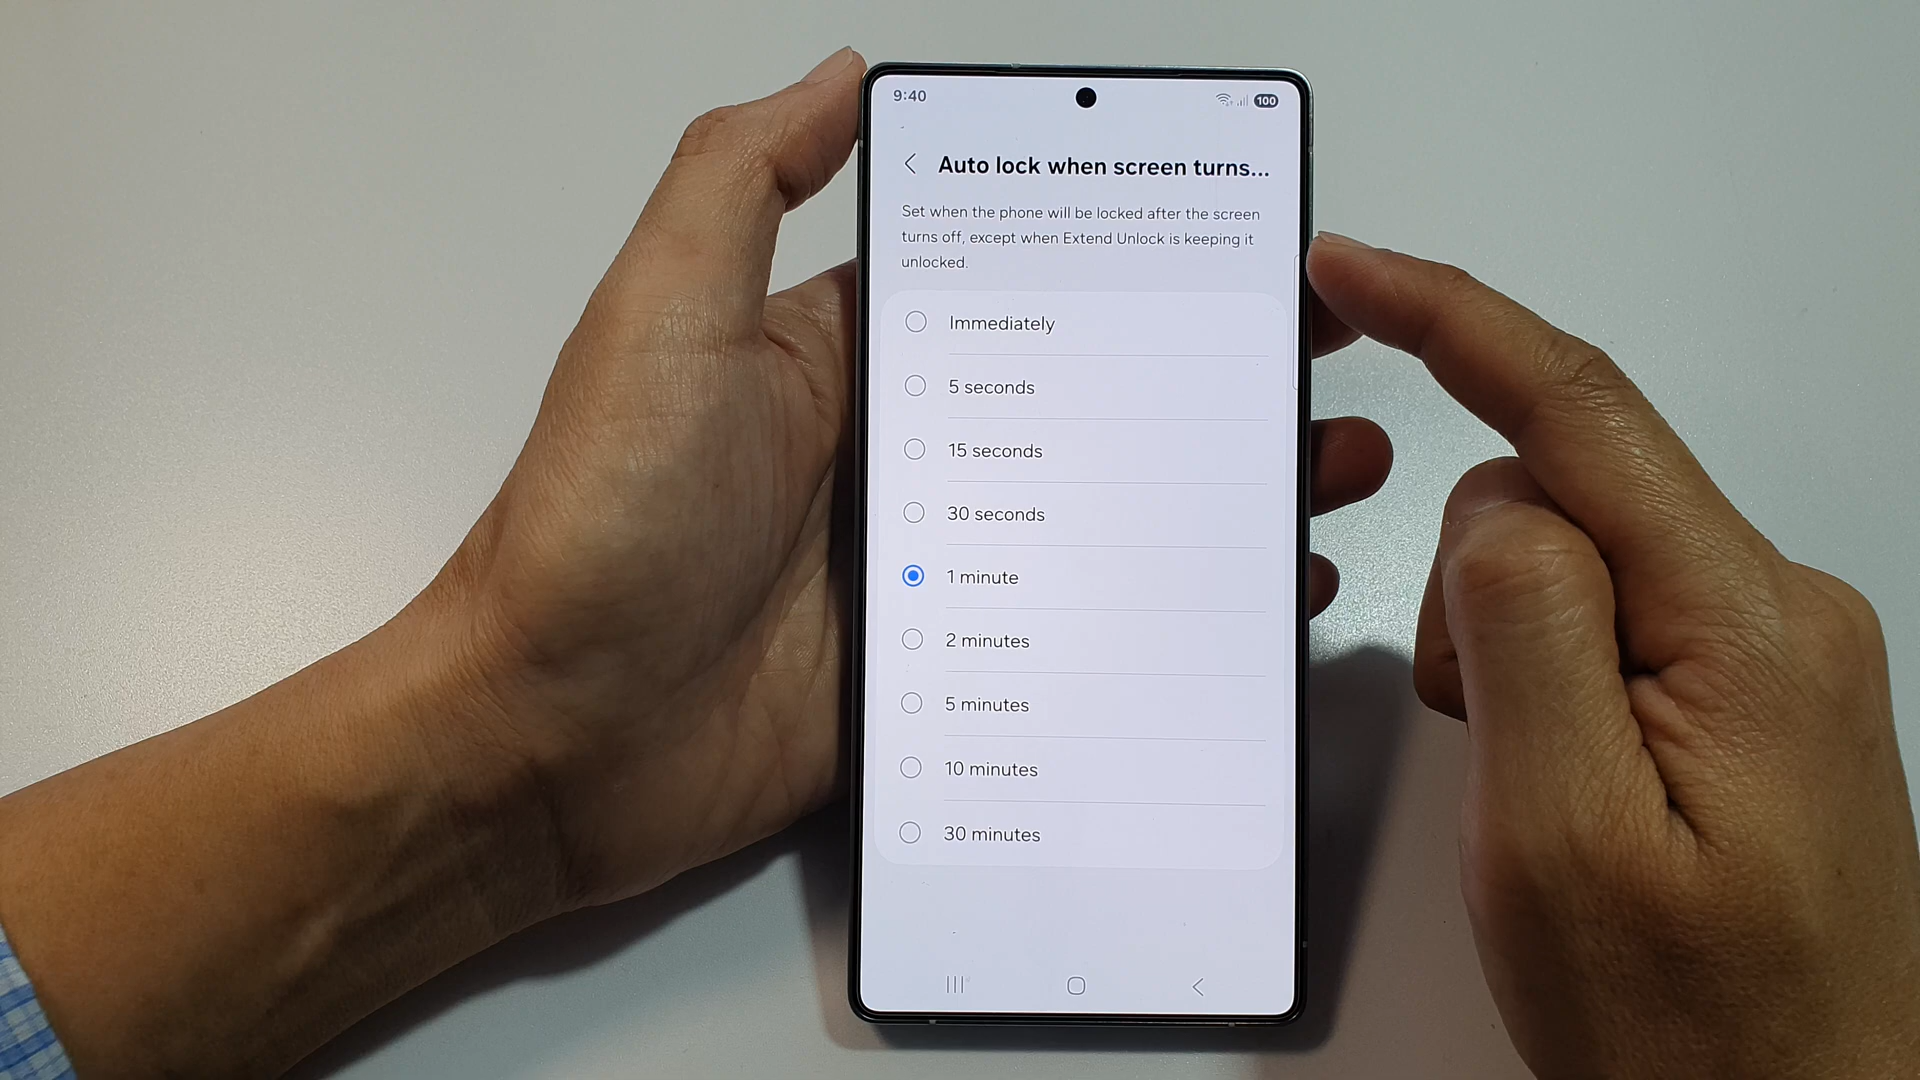 9:40
100
Auto lock when screen turns...
Set when the phone will be locked after the screen
turns off, except when Extend Unlock is keeping it
unlocked.
Immediately
5 seconds
15 seconds
30 seconds
1 minute
2 minutes
5 minutes
10 minutes
30 minutes